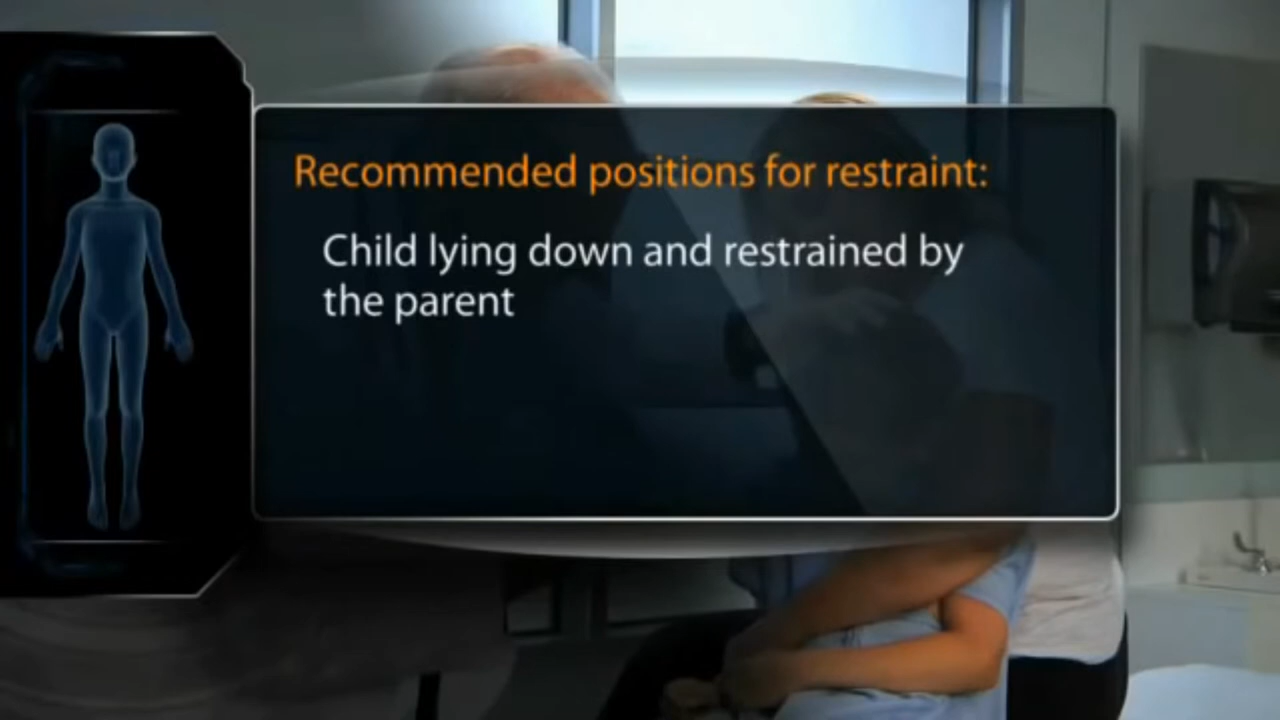 Recommended positions for restraint:
Child lying down and restrained by
the parent